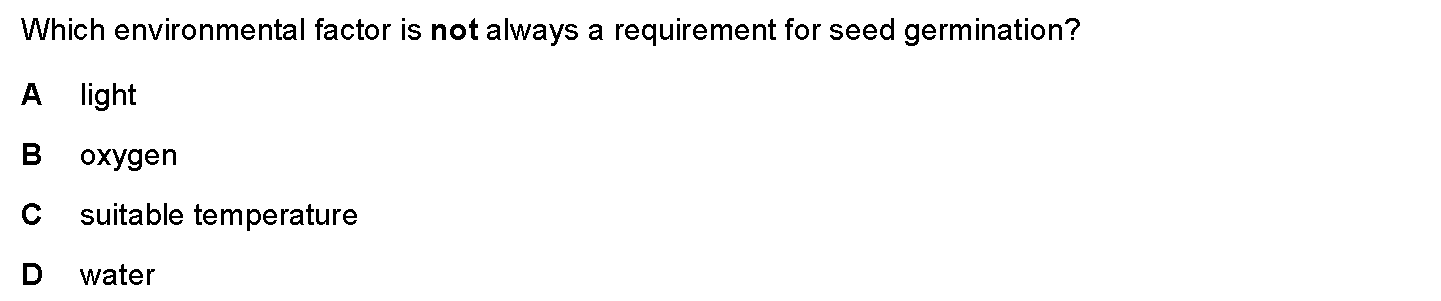 Which environmental factor is not always a requirement for seed germination?
A light
B oxygen
C suitable temperature
D water